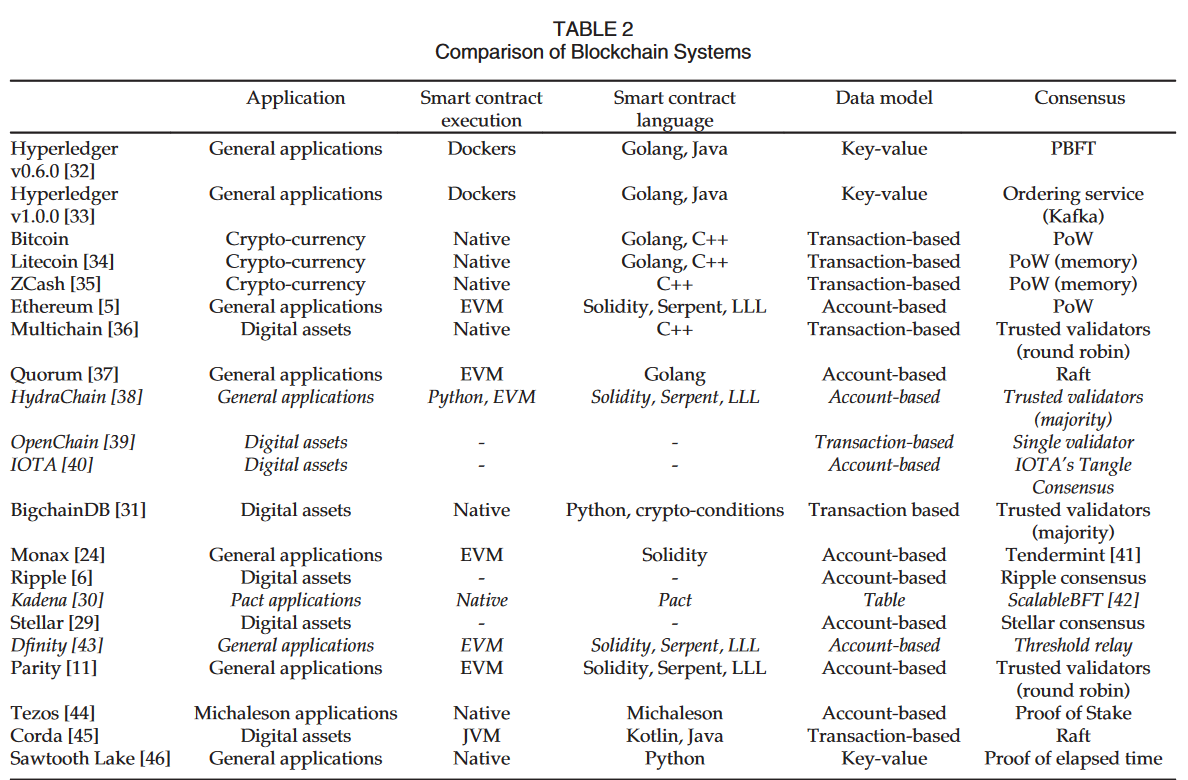 TABLE 2
Comparison of Blockchain Systems
Application Smart contract execution Smart contract language Data model Consensus
Hyperledger v0.6.0 [32] General applications Dockers Golang, Java Key-value PBFT
Hyperledger v1.0.0 [33] General applications Dockers Golang, Java Key-value Ordering service (Kafka)
Bitcoin Crypto-currency Native Golang, C++ Transaction-based PoW
Litecoin [34] Crypto-currency Native Golang, C++ Transaction-based PoW (memory)
ZCash [35] Crypto-currency Native C++ Transaction-based PoW (memory)
Ethereum [5] General applications EVM Solidity, Serpent, LLL Account-based PoW
Multichain [36] Digital assets Native C++ Transaction-based Trusted validators (round robin)
Quorum [37] General applications EVM Golang Account-based Raft
HydraChain [38] General applications Python, EVM Solidity, Serpent, LLL Account-based Trusted validators (majority)
OpenChain [39] Digital assets - - Transaction-based Single validator
IOTA [40] Digital assets - - Account-based IOTA's Tangle Consensus
BigchainDB [31] Digital assets Native Python, crypto-conditions Transaction based Trusted validators (majority)
Monax [24] General applications EVM Solidity Account-based Tendermint [41]
Ripple [6] Digital assets - - Account-based Ripple consensus
Kadena [30] Pact applications Native Pact Table ScalableBFT [42]
Stellar [29] Digital assets - - Account-based Stellar consensus
Dfinity [43] General applications EVM Solidity, Serpent, LLL Account-based Threshold relay
Parity [11] General applications EVM Solidity, Serpent, LLL Account-based Trusted validators (round robin)
Tezos [44] Michaleson applications Native Michaleson Account-based Proof of Stake
Corda [45] Digital assets JVM Kotlin, Java Transaction-based Raft
Sawtooth Lake [46] General applications Native Python Key-value Proof of elapsed time